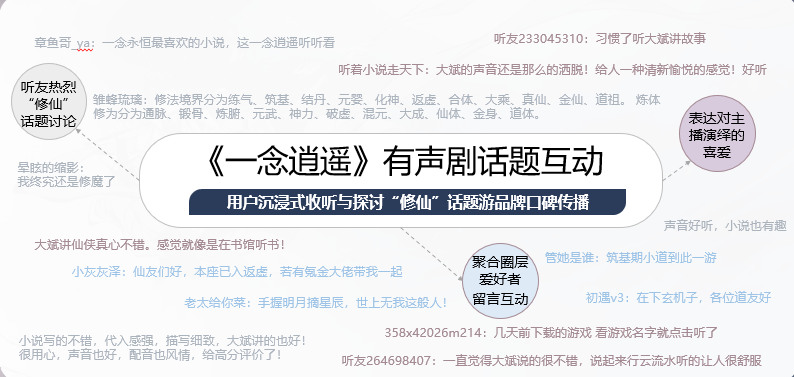 章鱼哥_ya：一念永恒最喜欢的小说，这一念逍遥听听看
听友233045310：习惯了听大斌讲故事
听着小说走天下：大斌的声音还是那么的洒脱！给人一种清新愉悦的感觉！好听
听友热烈
“修仙”
话题讨论
雏蜂琉璃：修法境界分为练气、筑基、结丹、元婴、化神、返虚、合体、大乘、真仙、金仙、道祖。 炼体
修为分为通脉、锻骨、炼腑、元武、神力、破虚、混元、大成、仙体、金身、道体。
表达对主
播演绎的
喜爱
《一念逍遥》有声剧话题互动
晕眩的缩影：
我终究还是修魔了
用户沉浸式收听与探讨“修仙”话题游品牌口碑传播
声音好听，小说也有趣
大斌讲仙侠真心不错。感觉就像是在书馆听书！
聚合圈层
爱好者
留言互动
管她是谁：筑基期小道到此一游
小灰灰泽：仙友们好，本座已入返虚，若有氪金大佬带我一起
老太给你菜：手握明月摘星辰，世上无我这般人！
初遇v3：在下玄机子，各位道友好
358x42026m214：几天前下载的游戏 看游戏名字就点击听了
小说写的不错，代入感强，描写细致，大斌讲的也好！
很用心，声音也好，配音也风情，给高分评价了！
听友264698407：一直觉得大斌说的很不错，说起来行云流水听的让人很舒服